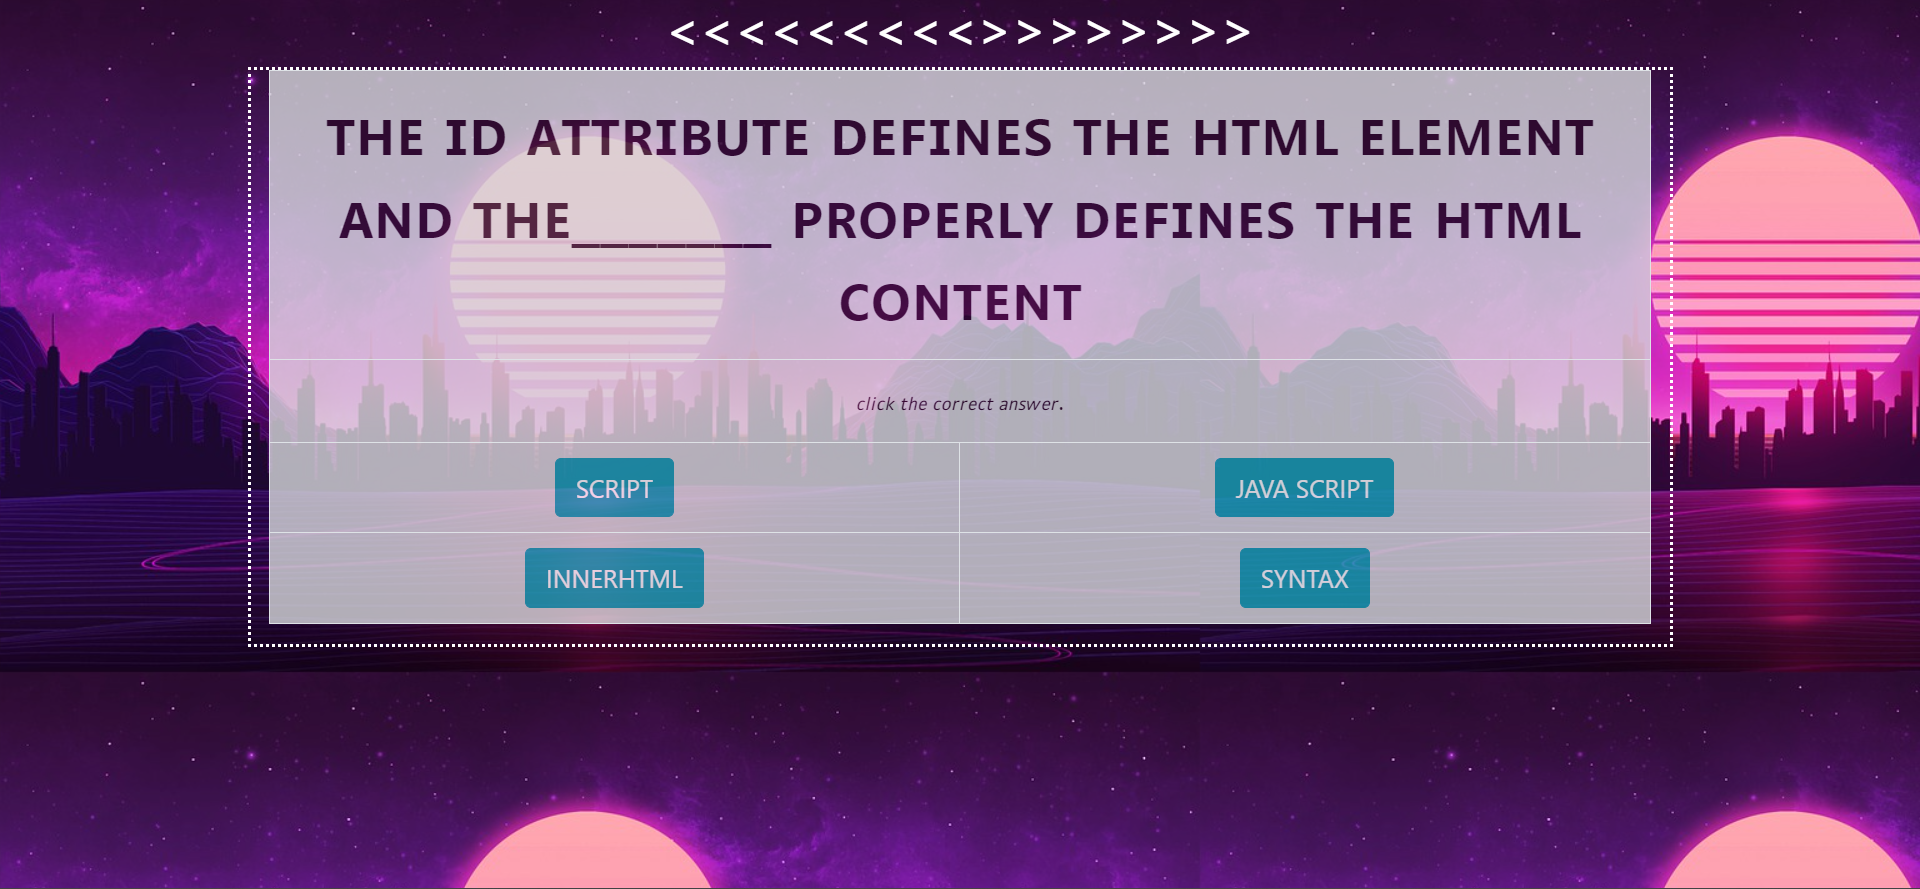 <<<<<<<<<>>>>>>>>
THE ID ATTRIBUTE DEFINES THE HTML ELEMENT
AND THE_______ PROPERLY DEFINES THE HTML
CONTENT
click the correct answer.
SCRIPT
JAVA SCRIPT
INNERHTML
SYNTAX